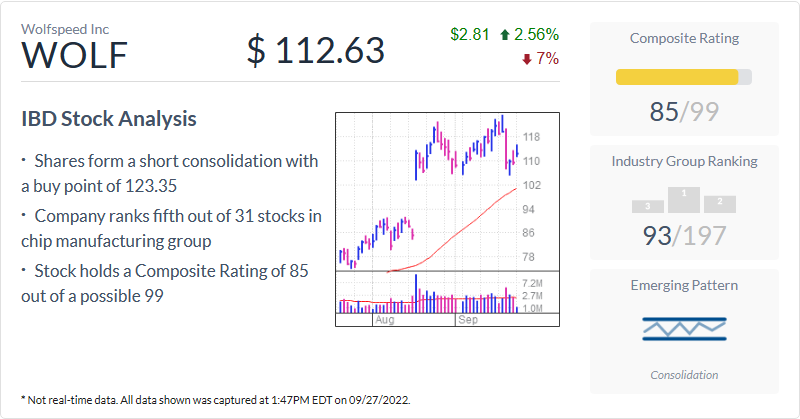 Wolfspeed Inc
WOLF
$ 112.63
$2.81 2.56%
7%
IBD Stock Analysis
· Shares form a short consolidation with
a buy point of 123.35
· Company ranks fifth out of 31 stocks in
chip manufacturing group
· Stock holds a Composite Rating of 85
out of a possible 99
118
110
102
94
86
78
7.2M
2.7M
1.0M
Aug Sep
* Not real-time data. All data shown was captured at 1:47PM EDT on 09/27/2022.
Composite Rating
85/99
Industry Group Ranking
3 1 2
93/197
Emerging Pattern
Consolidation